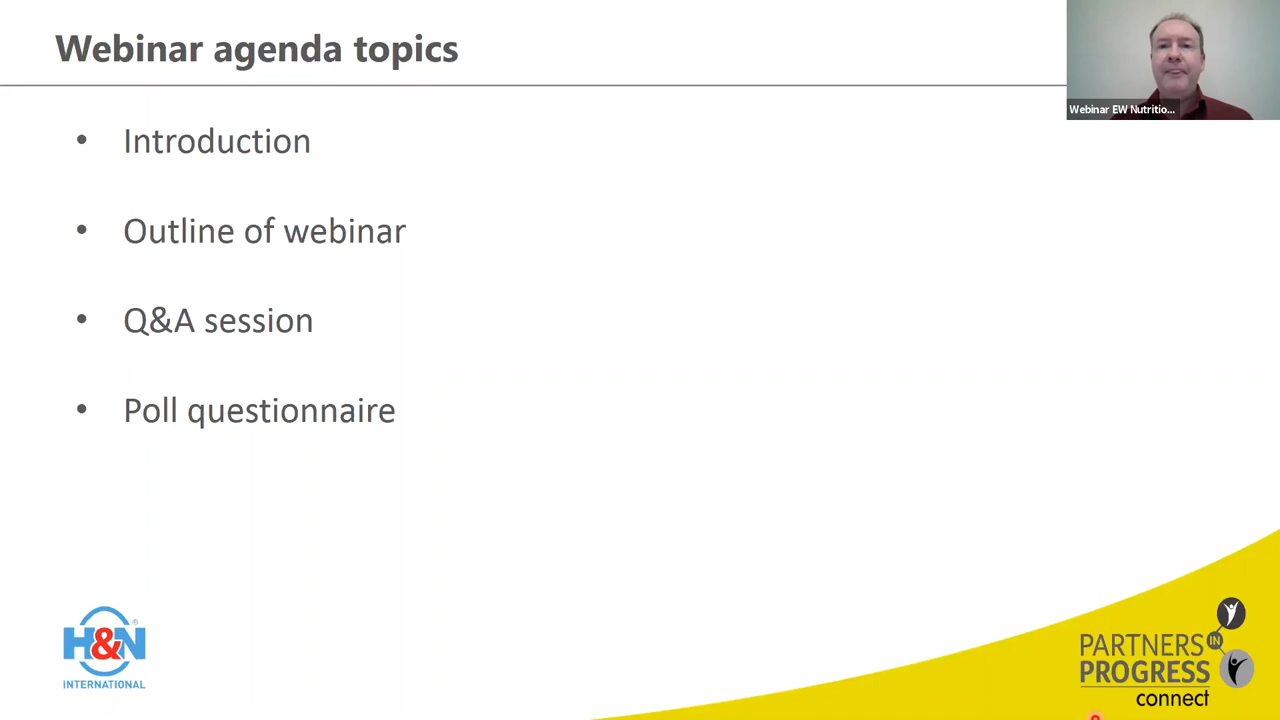 Webinar agenda topics
Webinar EW Nutritio...
• Introduction
• Outline of webinar
• Q&A session
• Poll questionnaire
H&N®
INTERNATIONAL
PARTNERS IN
PROGRESS
connect